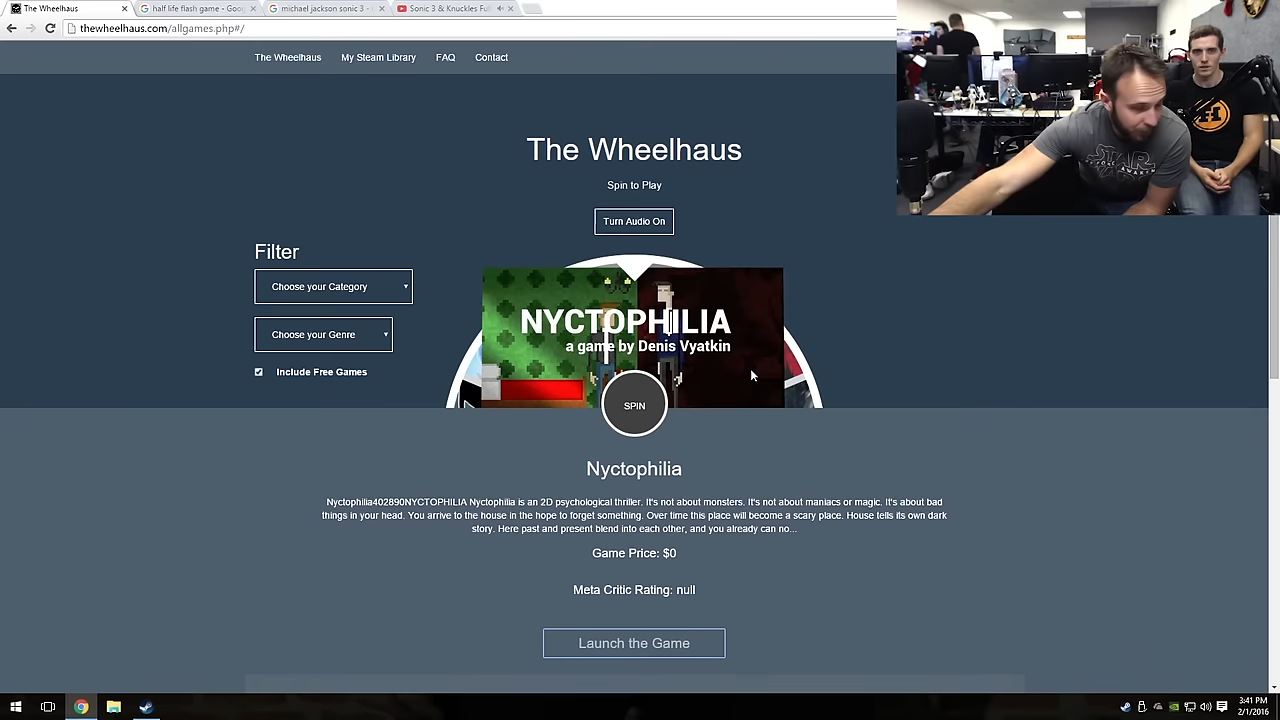 The Wheelhaus
half life flash game - Goo
michael jackson sonic 3 -
Sonic 3 & Knuckles Ful
thewheelhaus.com/allgames.php#/
The Wheelhaus My Steam Library FAQ Contact
The Wheelhaus
Spin to Play
Turn Audio On
Filter
Choose your Category
Choose your Genre
Include Free Games
NYCTOPHILIA
a game by Denis Vyatkin
SPIN
Nyctophilia
Nyctophilia402890NYCTOPHILIA Nyctophilia is an 2D psychological thriller. It's not about monsters. It's not about maniacs or magic. It's about bad
things in your head. You arrive to the house in the hope to forget something. Over time this place will become a scary place. House tells its own dark
story. Here past and present blend into each other, and you already can no...
Game Price: $0
Meta Critic Rating: null
Launch the Game
STAR
3:41 PM
2/1/2016